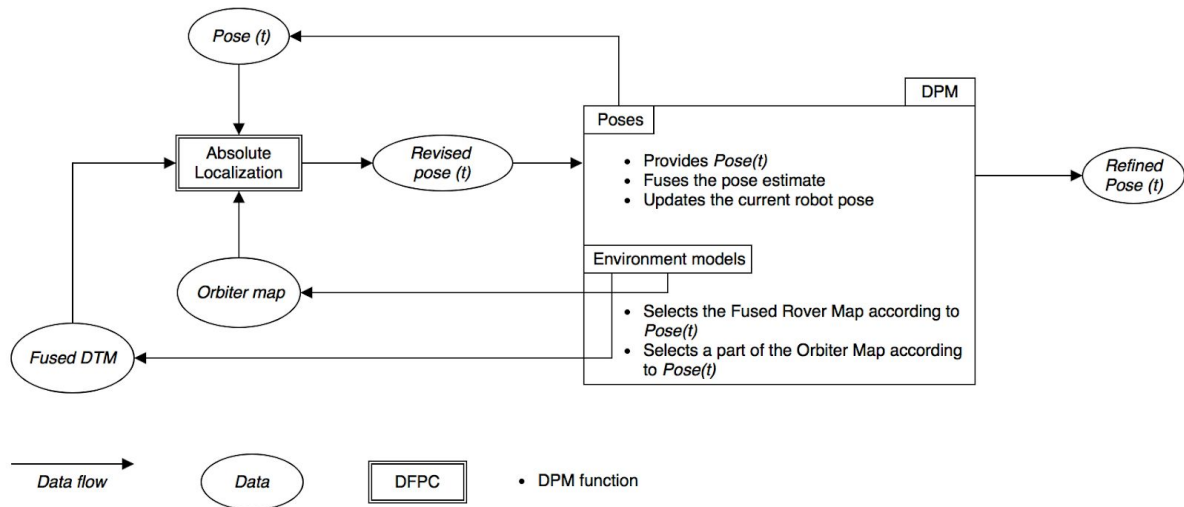 Pose (t)
DPM
Poses
Absolute
Localization
Revised
pose (t)
• Provides Pose(t)
• Fuses the pose estimate
• Updates the current robot pose
Refined
Pose (t)
Environment models
Orbiter map
• Selects the Fused Rover Map according to
Pose(t)
• Selects a part of the Orbiter Map according
to Pose(t)
Fused DTM
Data flow
Data
DFPC
• DPM function